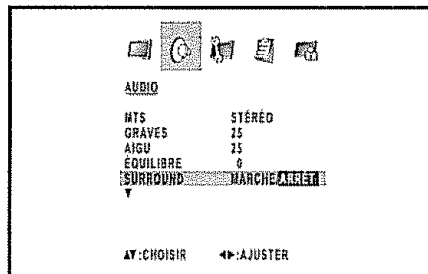 AUDIO
MTS STÉRÉO
GRAVES 25
AIGU 25
ÉQUILIBRE 0
SURROUND MARCHE/ARRÊT
▼
▲▼:CHOISIR ◄►:AJUSTER